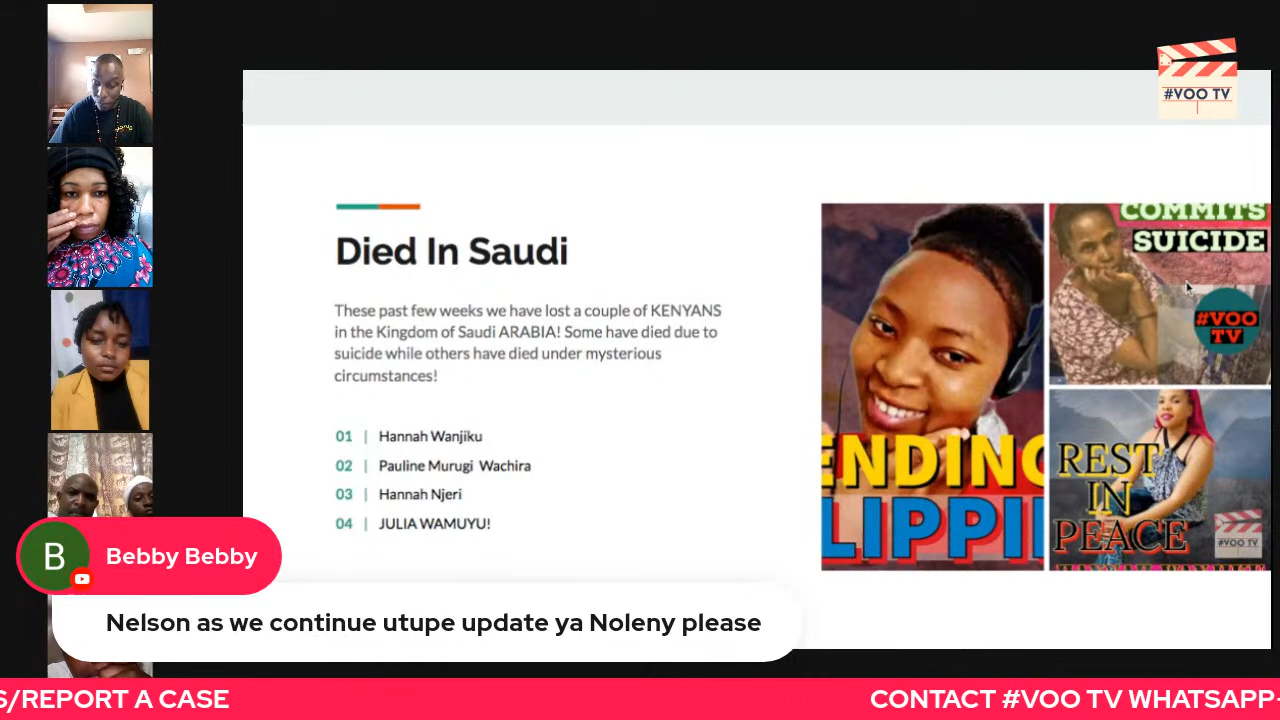 #VOO TV
Died In Saudi
These past few weeks we have lost a couple of KENYANS
in the Kingdom of Saudi ARABIA! Some have died due to
suicide while others have died under mysterious
circumstances!
01 | Hannah Wanjiku
02 | Pauline Murugi Wachira
03 | Hannah Njeri
04 | JULIA WAMUYU!
ENDING
LIPPI
COMMITS
SUICIDE
#VOO
TV
REST
IN
PEACE
#VOO TV
B
Bebby Bebby
Nelson as we continue utupe update ya Noleny please
S/REPORT A CASE
CONTACT #VOO TV WHATSAPP-